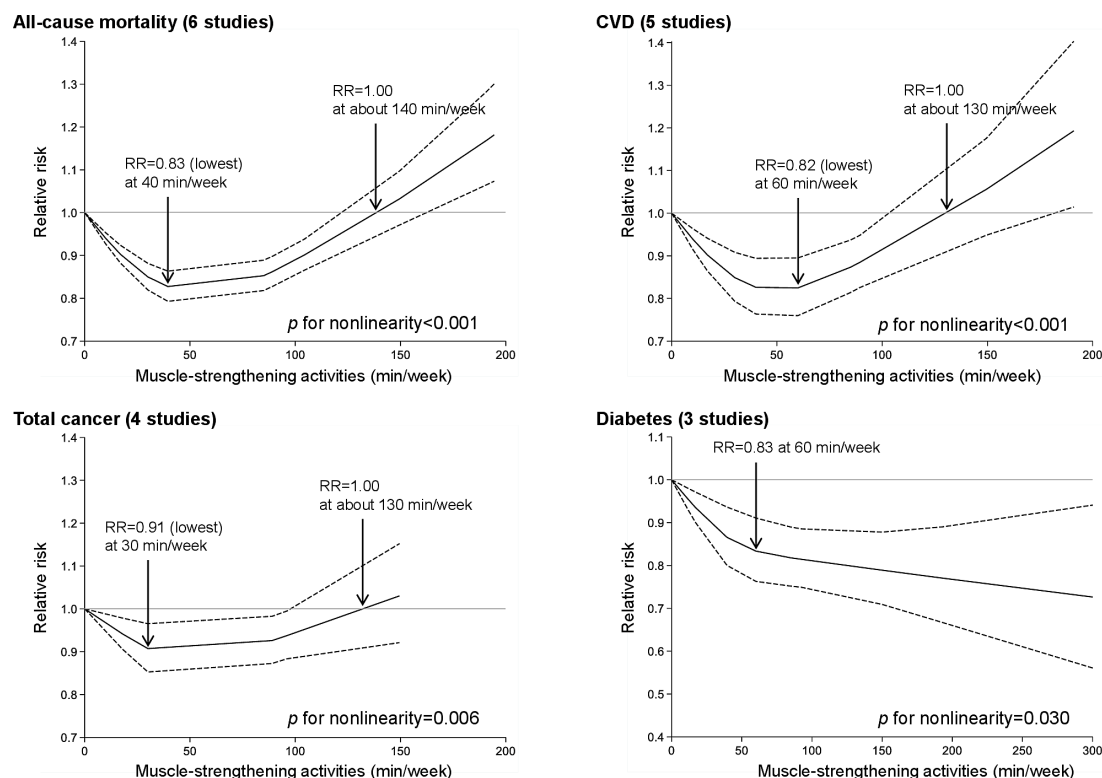 All-cause mortality (6 studies)
1.4
1.3
1.2
1.1
1.0
0.9
0.8
0.7
Relative risk
RR=0.83 (lowest)
at 40 min/week
RR=1.00
at about 140 min/week
p for nonlinearity<0.001
0
50
100
150
200
Muscle-strengthening activities (min/week)
CVD (5 studies)
1.4
1.3
1.2
1.1
1.0
0.9
0.8
0.7
Relative risk
RR=0.82 (lowest)
at 60 min/week
RR=1.00
at about 130 min/week
p for nonlinearity<0.001
0
50
100
150
200
Muscle-strengthening activities (min/week)
Total cancer (4 studies)
1.4
1.3
1.2
1.1
1.0
0.9
0.8
0.7
Relative risk
RR=0.91 (lowest)
at 30 min/week
RR=1.00
at about 130 min/week
p for nonlinearity=0.006
0
50
100
150
200
Muscle-strengthening activities (min/week)
Diabetes (3 studies)
1.1
1.0
0.9
0.8
0.7
0.6
0.5
0.4
Relative risk
RR=0.83 at 60 min/week
p for nonlinearity=0.030
0
50
100
150
200
250
300
Muscle-strengthening activities (min/week)